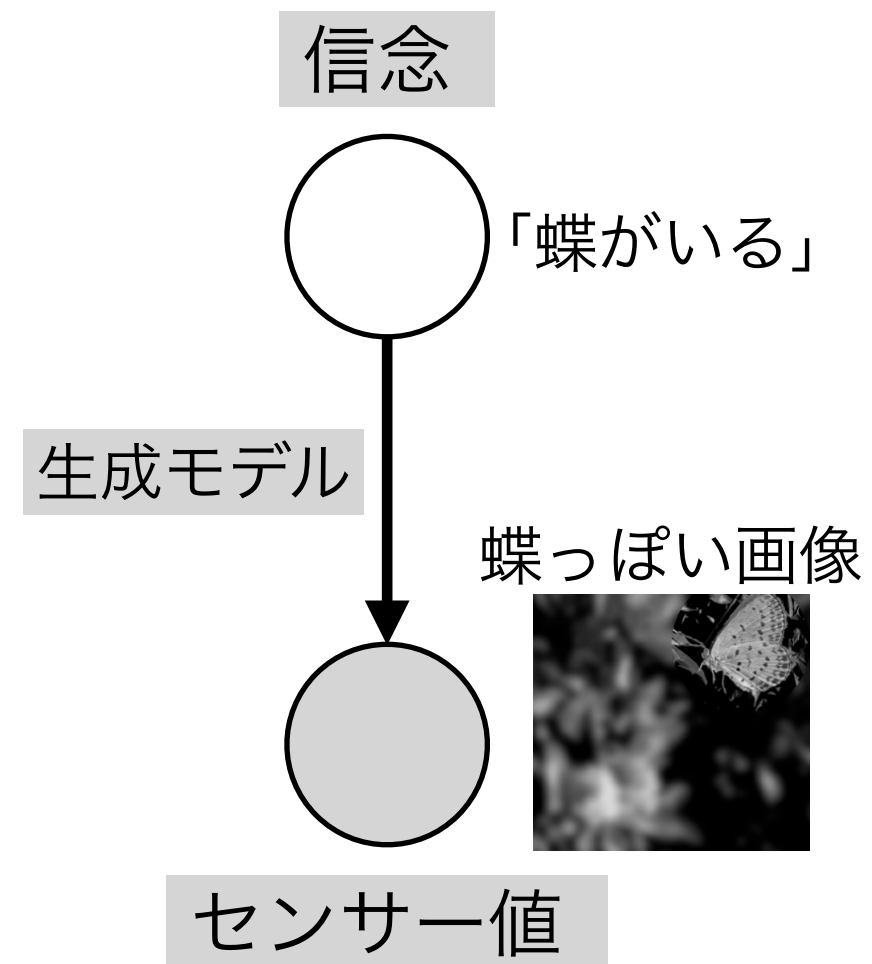 信念
「蝶がいる」
生成モデル
蝶っぽい画像
センサー値